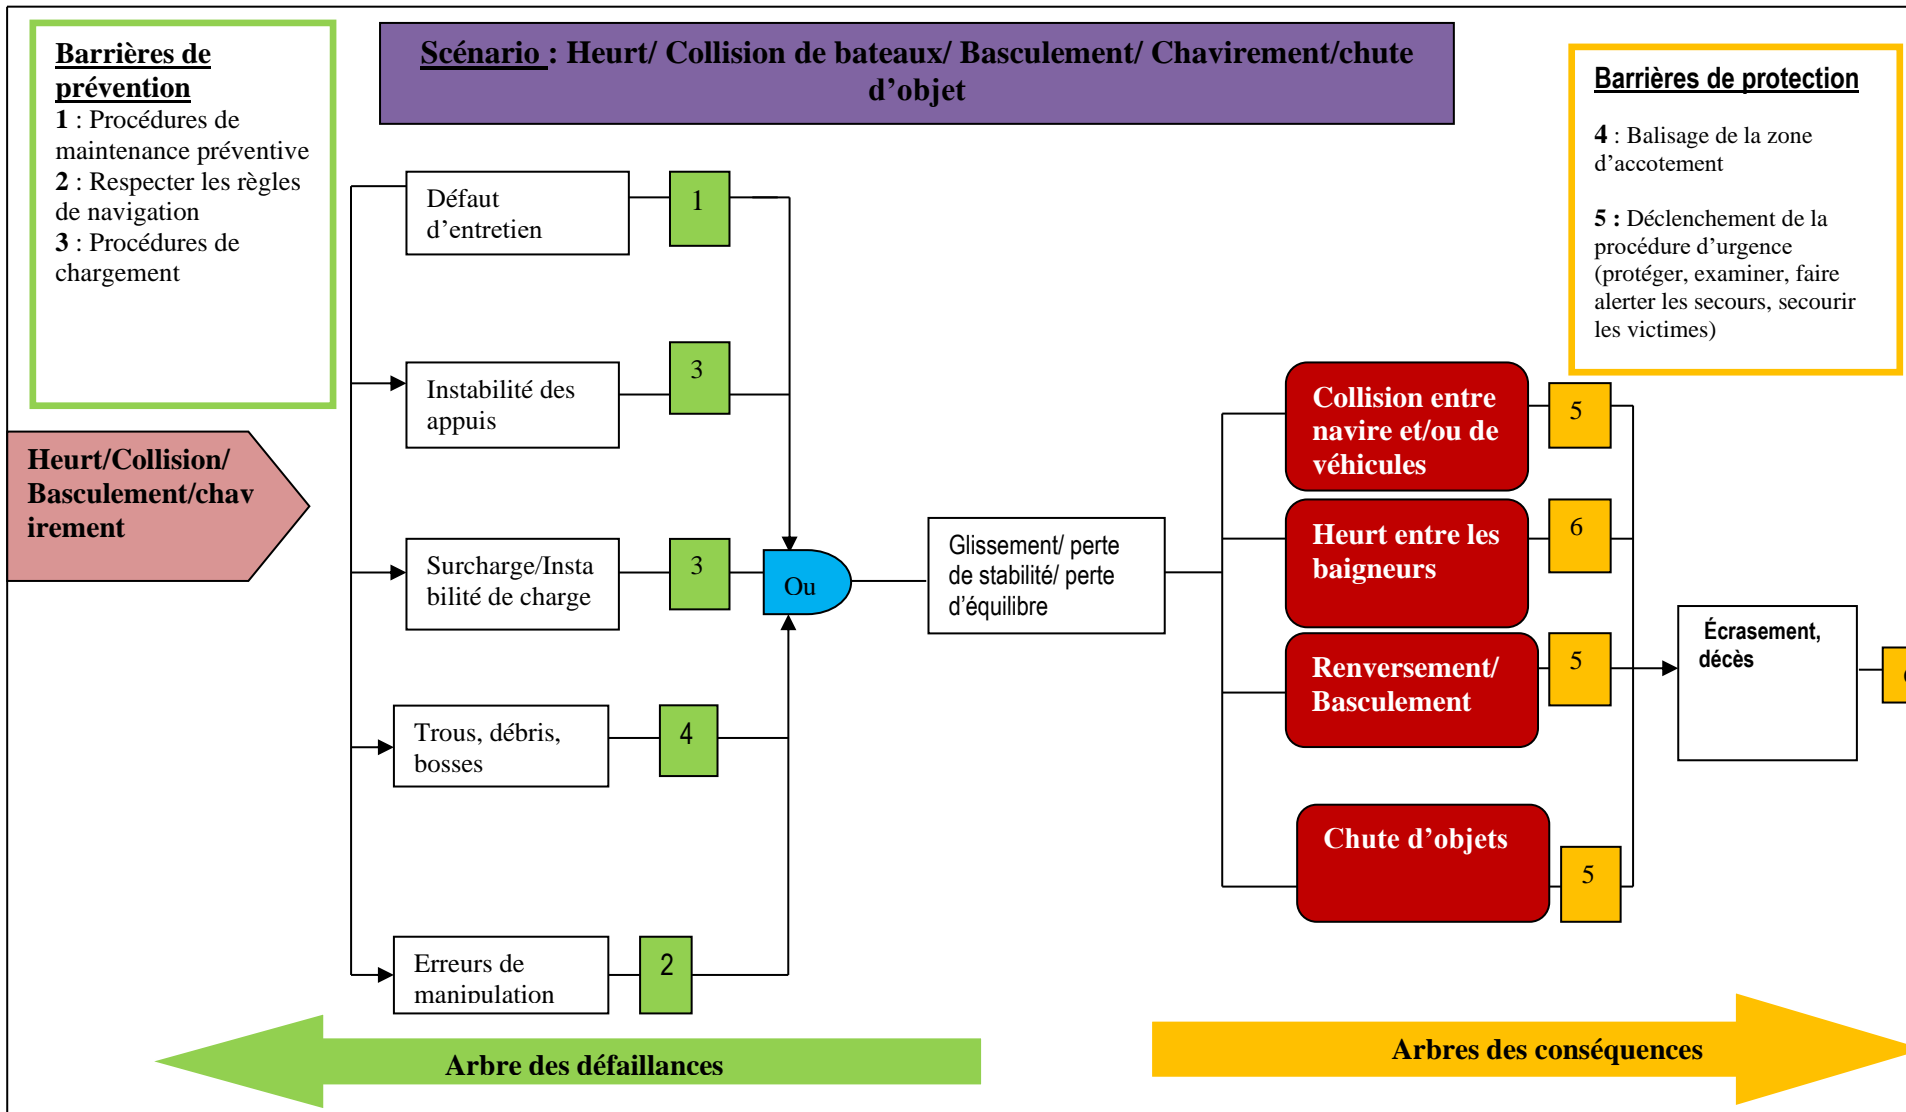 Barrières de
prévention
1 : Procédures de
maintenance préventive
2 : Respecter les règles
de navigation
3 : Procédures de
chargement
Scénario : Heurt/ Collision de bateaux/ Basculement/ Chavirement/chute
d’objet
Barrières de protection
4 : Balisage de la zone
d’accotement
5 : Déclenchement de la
procédure d’urgence
(protéger, examiner, faire
alerter les secours, secourir
les victimes)
Heurt/Collision/
Basculement/chav
irement
Défaut
d’entretien
1
Instabilité des
appuis
3
Surcharge/Insta
bilité de charge
3
Trous, débris,
bosses
4
Erreurs de
manipulation
2
Ou
Glissement/ perte
de stabilité/ perte
d’équilibre
Collision entre
navire et/ou de
véhicules
5
Heurt entre les
baigneurs
6
Renversement/
Basculement
5
Chute d’objets
5
Écrasement,
décès
Arbre des défaillances
Arbres des conséquences